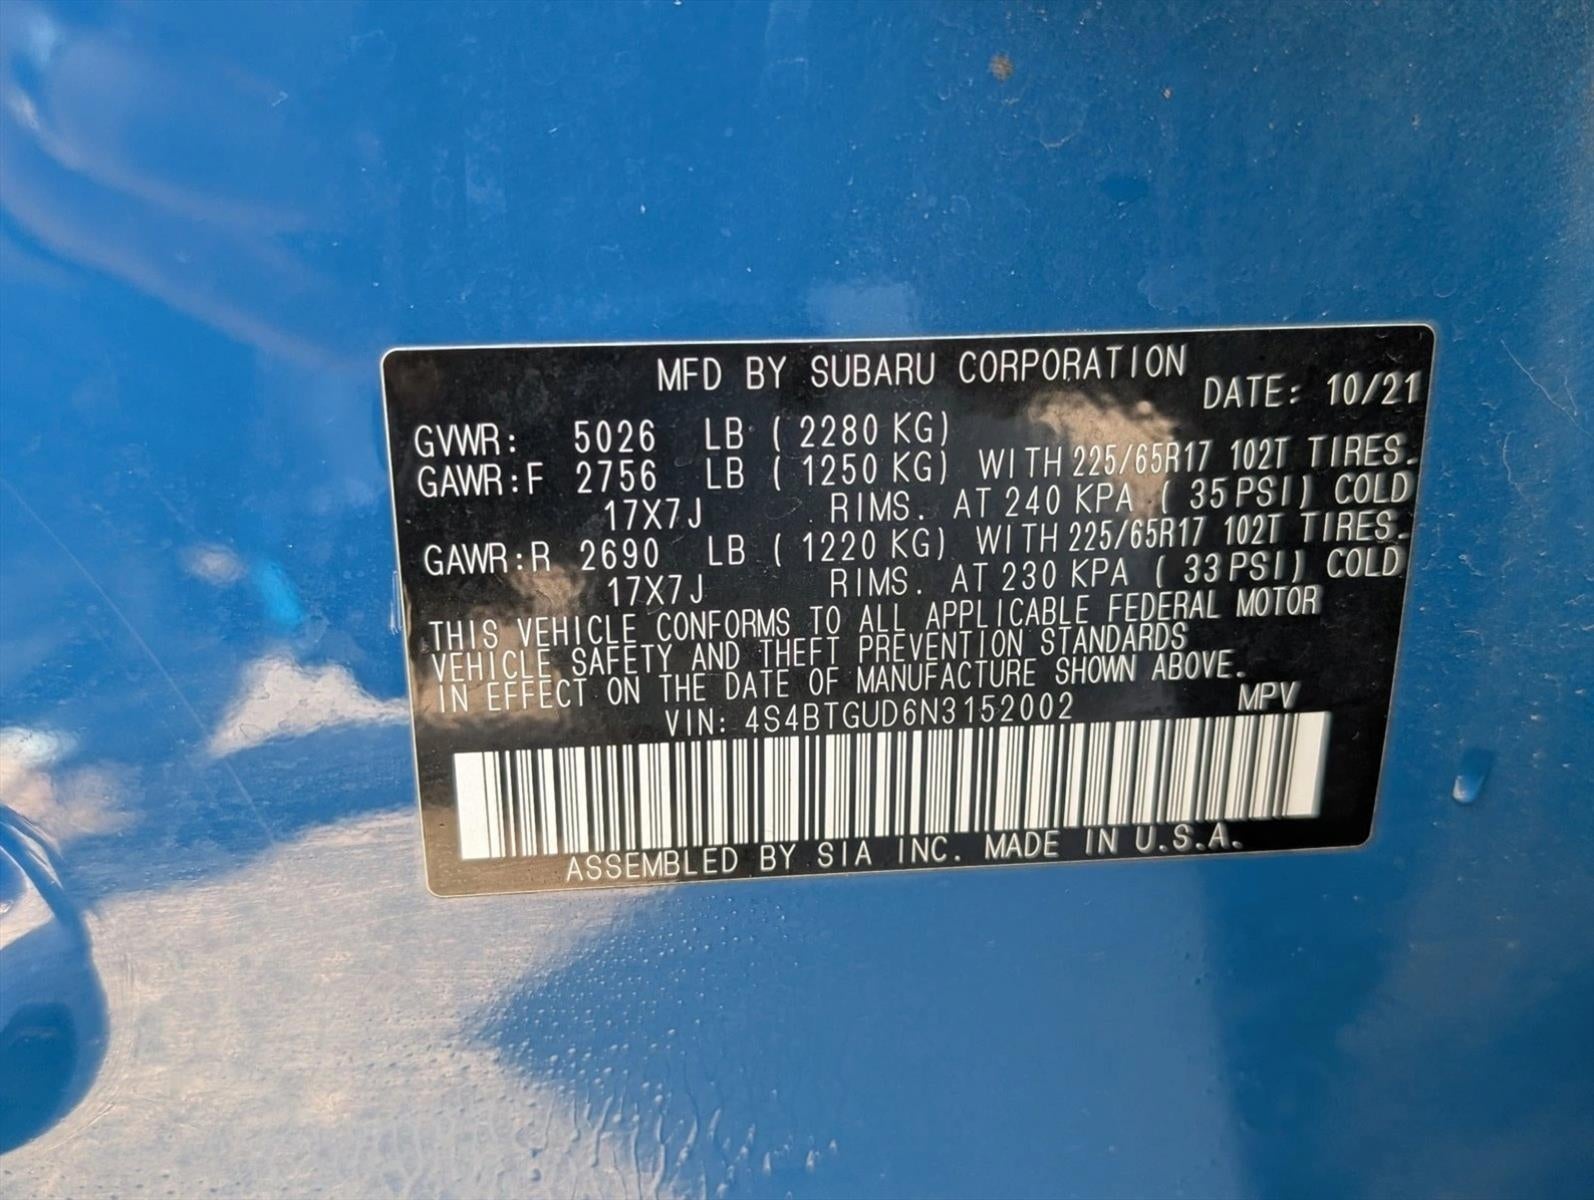 MFD BY SUBARU CORPORATION
DATE: 10/21
GVWR: 5026 LB ( 2280 KG)
GAWR:F 2756 LB ( 1250 KG) WITH 225/65R17 102T TIRES.
17X7J RIMS. AT 240 KPA ( 35 PSI) COLD
GAWR:R 2690 LB ( 1220 KG) WITH 225/65R17 102T TIRES.
17X7J RIMS. AT 230 KPA ( 33 PSI) COLD
THIS VEHICLE CONFORMS TO ALL APPLICABLE FEDERAL MOTOR
VEHICLE SAFETY AND THEFT PREVENTION STANDARDS
IN EFFECT ON THE DATE OF MANUFACTURE SHOWN ABOVE.
VIN: 4S4BTGUD6N3152002 MPV
ASSEMBLED BY SIA INC. MADE IN U.S.A.